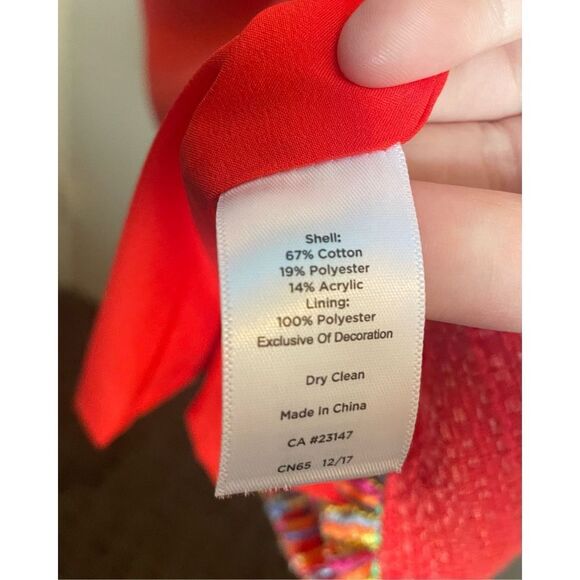 Shell:
67% Cotton
19% Polyester
14% Acrylic
Lining:
100% Polyester
Exclusive Of Decoration
Dry Clean
Made in China
CA #23147
CN65 12/17